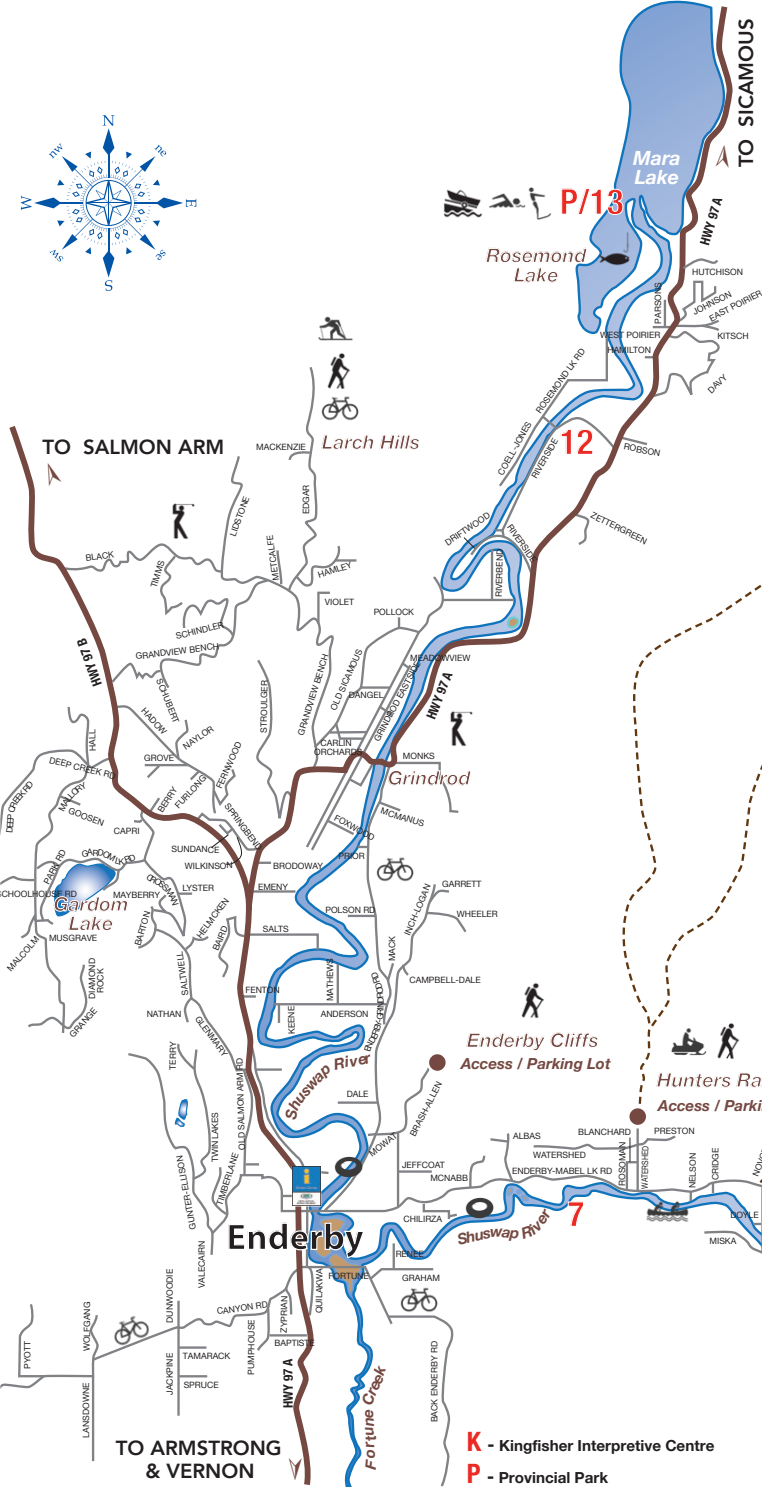 TO SICAMOUS
N
nw
ne
W
E
sw
se
S
Mara
Lake
P/13
HWY 97A
Rosemond
Lake
HUTCHISON
PARSONS
JOHNSON
EAST POIRIER
WEST POIRIER
KITSCH
HAMILTON
DAVY
ROSEMOND LK RD
TO SALMON ARM
MACKENZIE
Larch Hills
COELL-JONES
RIVERSIDE
12
ROBSON
LIDSTONE
EDGAR
DRIFTWOOD
RIVERSIDE
ZETTERGREEN
BLACK
TIMMS
METCALFE
HAMLEY
RIVERBEND
VIOLET
POLLOCK
SCHINDLER
GRANDVIEW BENCH
HWY 97 B
MEADOWVIEW
SCHUBERT
STROULGER
GRANDVIEW BENCH
OLD SICAMOUS
DANGEL
GRINDROD EASTSIDE
HWY 97A
HADOW
NAYLOR
HALL
CARLIN
ORCHARDS
GROVE
FERNWOOD
MONKS
DEEP CREEK RD
DEEP CREEK RD
Grindrod
MALLORY
BERRY
FURLONG
GOOSEN
SPRINGBEND
FOXWOOD
MCMANUS
CAPRI
SUNDANCE
PARK RD
GARDOM LK RD
WILKINSON
BRODOWAY
PRIOR
SCHOOLHOUSE RD
MAYBERRY
CROSSMAN
LYSTER
EMENY
GARRETT
Gardom
Lake
INCH-LOGAN
HELMCKEN
POLSON RD
WHEELER
BARTON
BAIRD
SALTS
MALCOLM
MUSGRAVE
MACK
SALTWELL
MATHEWS
DIAMOND
ROCK
FENTON
CAMPBELL-DALE
ENDERBY-GRINDROD RD
NATHAN
GLENMARY
KEENE
ANDERSON
GRANGE
Enderby Cliffs
Access / Parking Lot
TERRY
OLD SALMON ARM RD
Shuswap River
Hunters Ra
Access / Parki
DALE
BRASH-ALLEN
TWIN LAKES
MOWAT
ALBAS
BLANCHARD
PRESTON
WATERSHED
ROSOMAN
WATERSHED
JEFFCOAT
MCNABB
ENDERBY-MABEL LK RD
NELSON
CRIDGE
GUNTER-ELLISON
TIMBERLANE
i
CHILIRZA
7
Shuswap River
DOYLE
MISKA
Enderby
RENEE
VALECAIRN
FORTUNE
GRAHAM
DUNWOODIE
CANYON RD
ZYPRIAN
QUILAKWA
WOLFGANG
PYOTT
PUMPHOUSE
BAPTISTE
TAMARACK
JACKPINE
SPRUCE
LANSDOWNE
HWY 97 A
Fortune Creek
BACK ENDERBY RD
TO ARMSTRONG
& VERNON
K - Kingfisher Interpretive Centre
P - Provincial Park